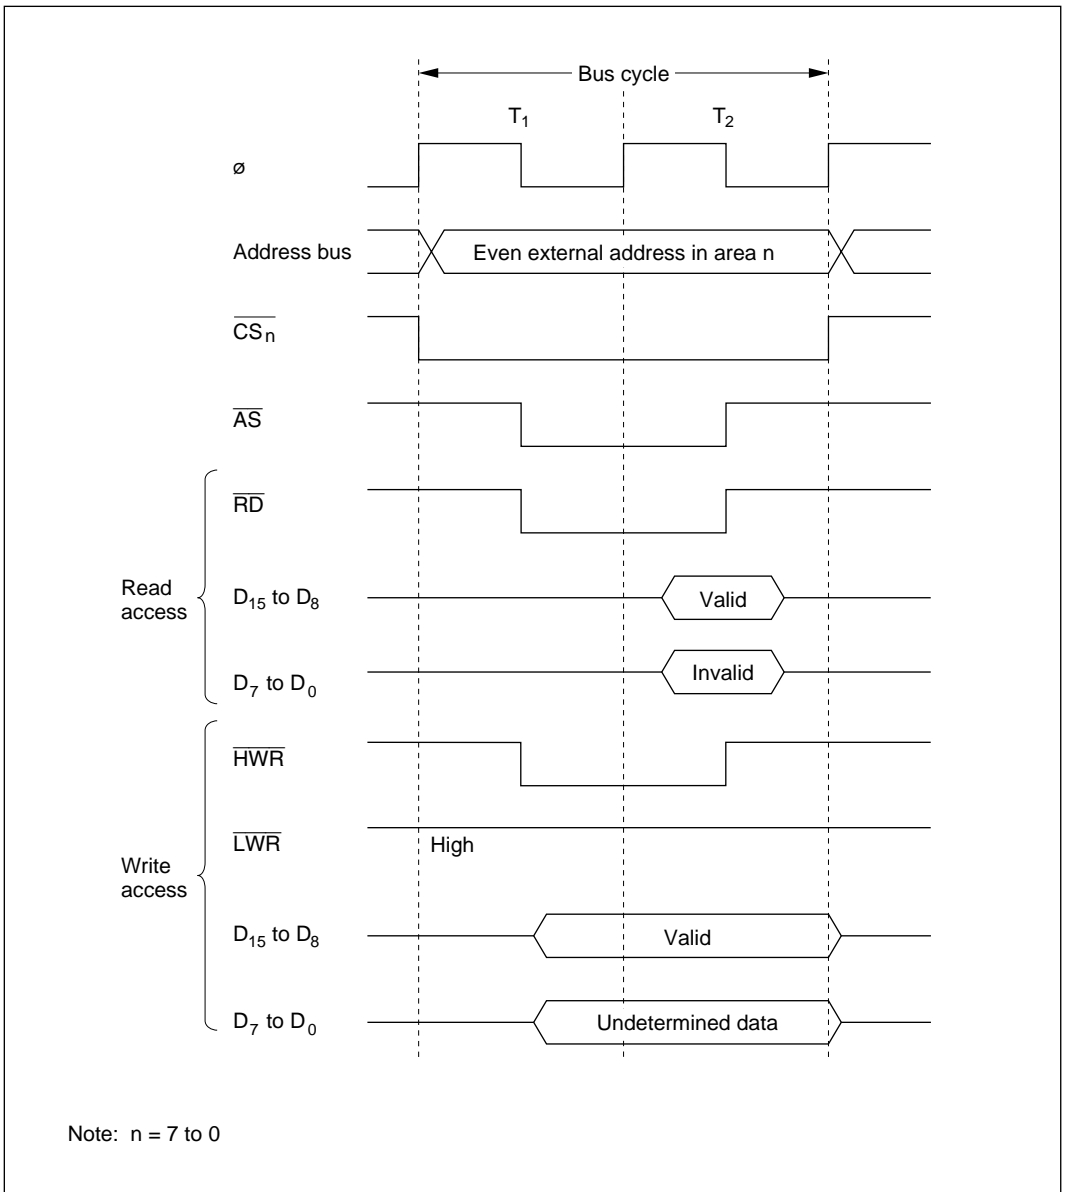 Bus cycle
T1 T2
ø
Address bus Even external address in area n
CSn
AS
RD
Read
access
D15 to D8 Valid
D7 to D0 Invalid
HWR
LWR High
Write
access
D15 to D8 Valid
D7 to D0 Undetermined data
Note: n = 7 to 0